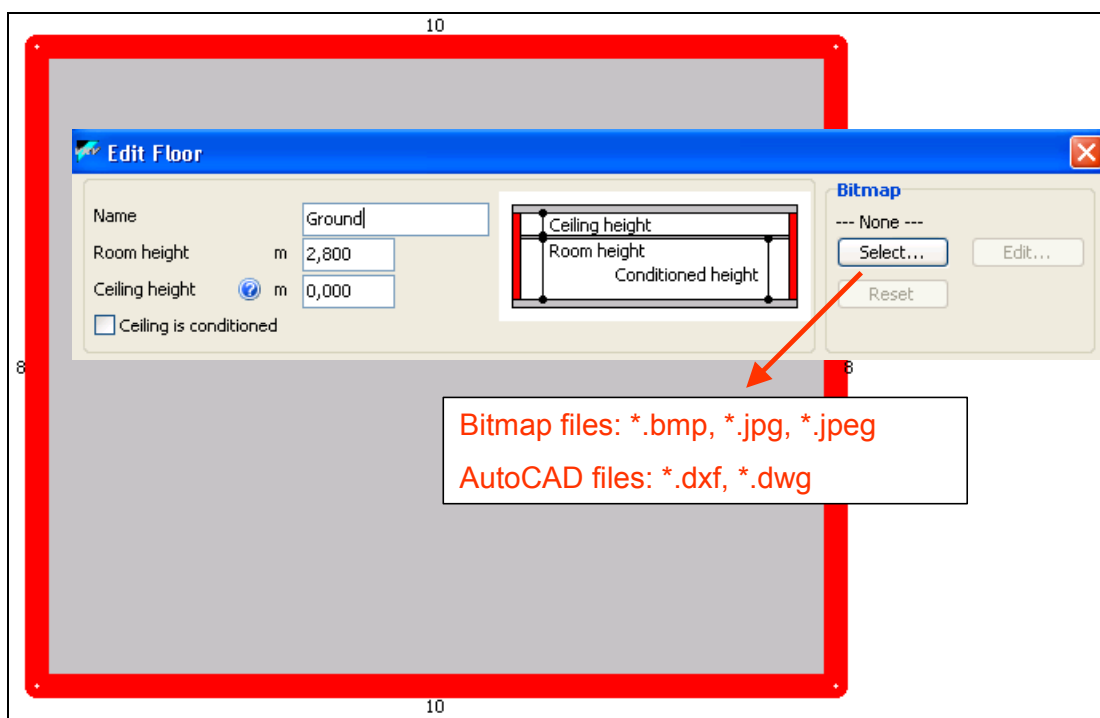 10
Edit Floor
Name
Ground
Room height m 2,800
Ceiling height m 0,000
Ceiling is conditioned
Ceiling height
Room height
Conditioned height
Bitmap
--- None ---
Select... Edit...
Reset
8
8
Bitmap files: *.bmp, *.jpg, *.jpeg
AutoCAD files: *.dxf, *.dwg
10